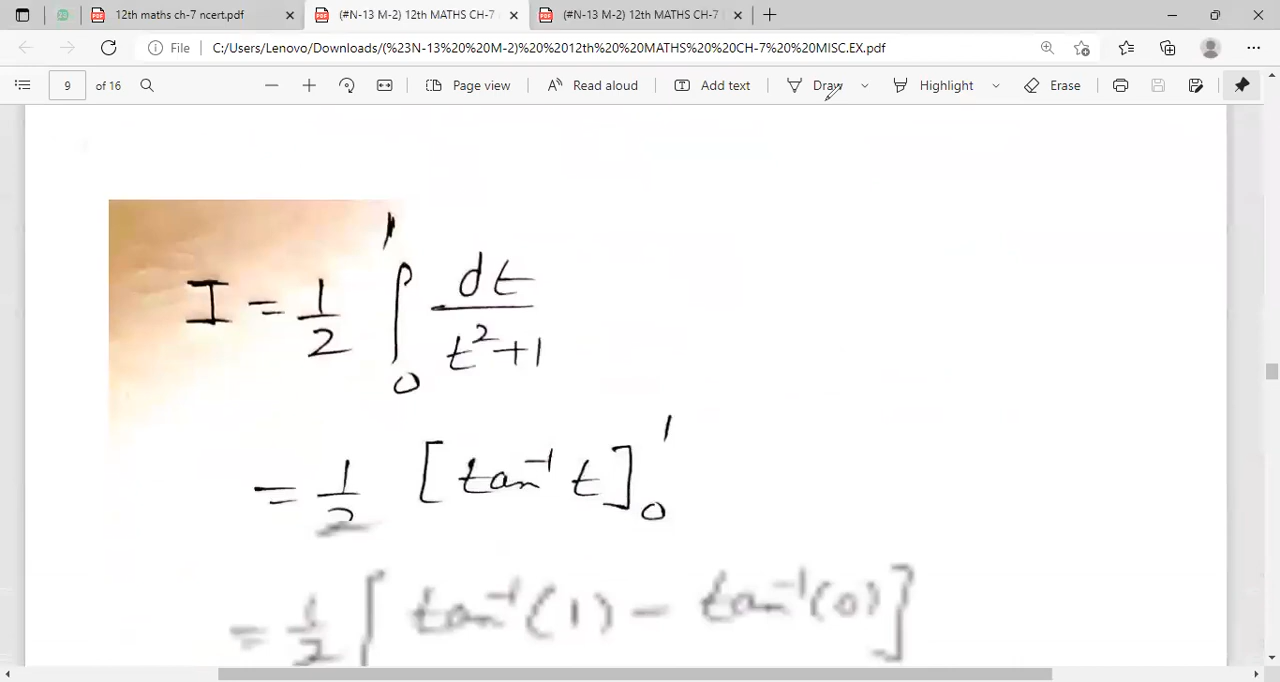 12th maths ch-7 ncert.pdf
(#N-13 M-2) 12th MATHS CH-7
(#N-13 M-2) 12th MATHS CH-7
File
C:/Users/Lenovo/Downloads/(%23N-13%20%20M-2)%20%2012th%20%20MATHS%20%20CH-7%20%20MISC.EX.pdf
9 of 16
Page view
Read aloud
Add text
Draw
Highlight
Erase
I = 1/2 ∫₀¹ dt/(t²+1)
= 1/2 [tan⁻¹ t]₀¹
= 1/2 [tan⁻¹(1) − tan⁻¹(0)]